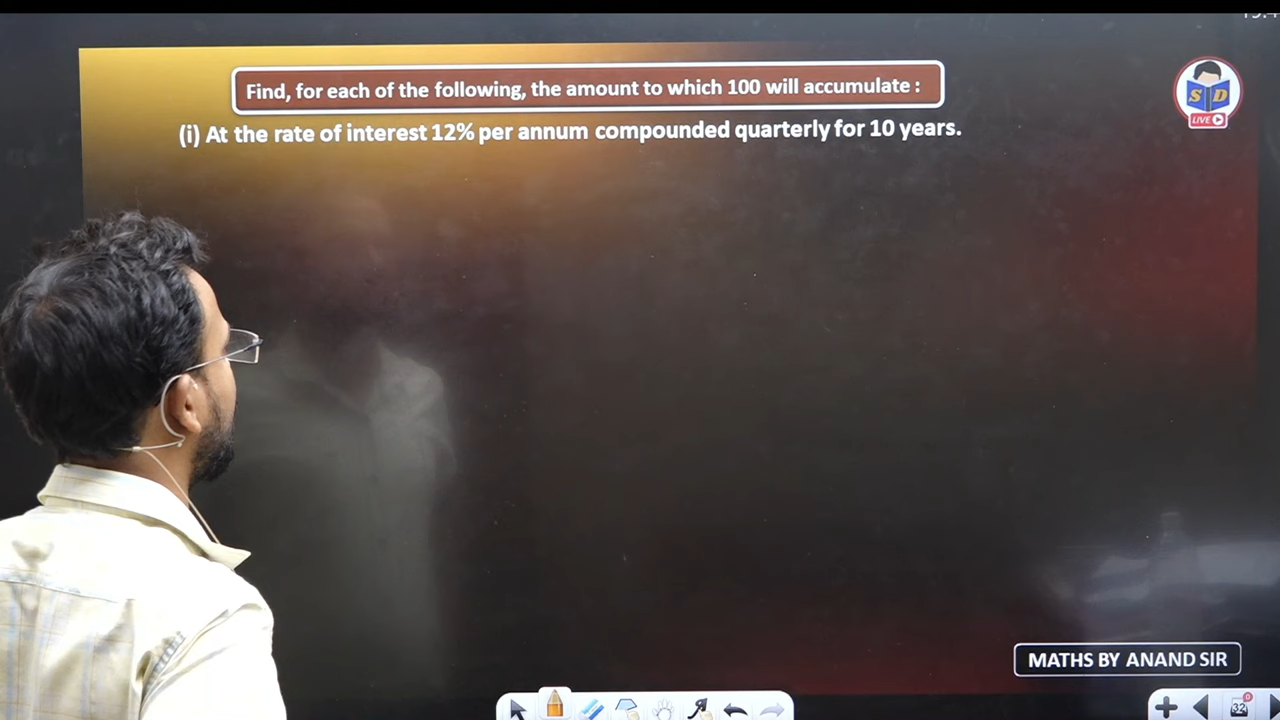 Find, for each of the following, the amount to which 100 will accumulate :
(i) At the rate of interest 12% per annum compounded quarterly for 10 years.
S D
LIVE
MATHS BY ANAND SIR
32